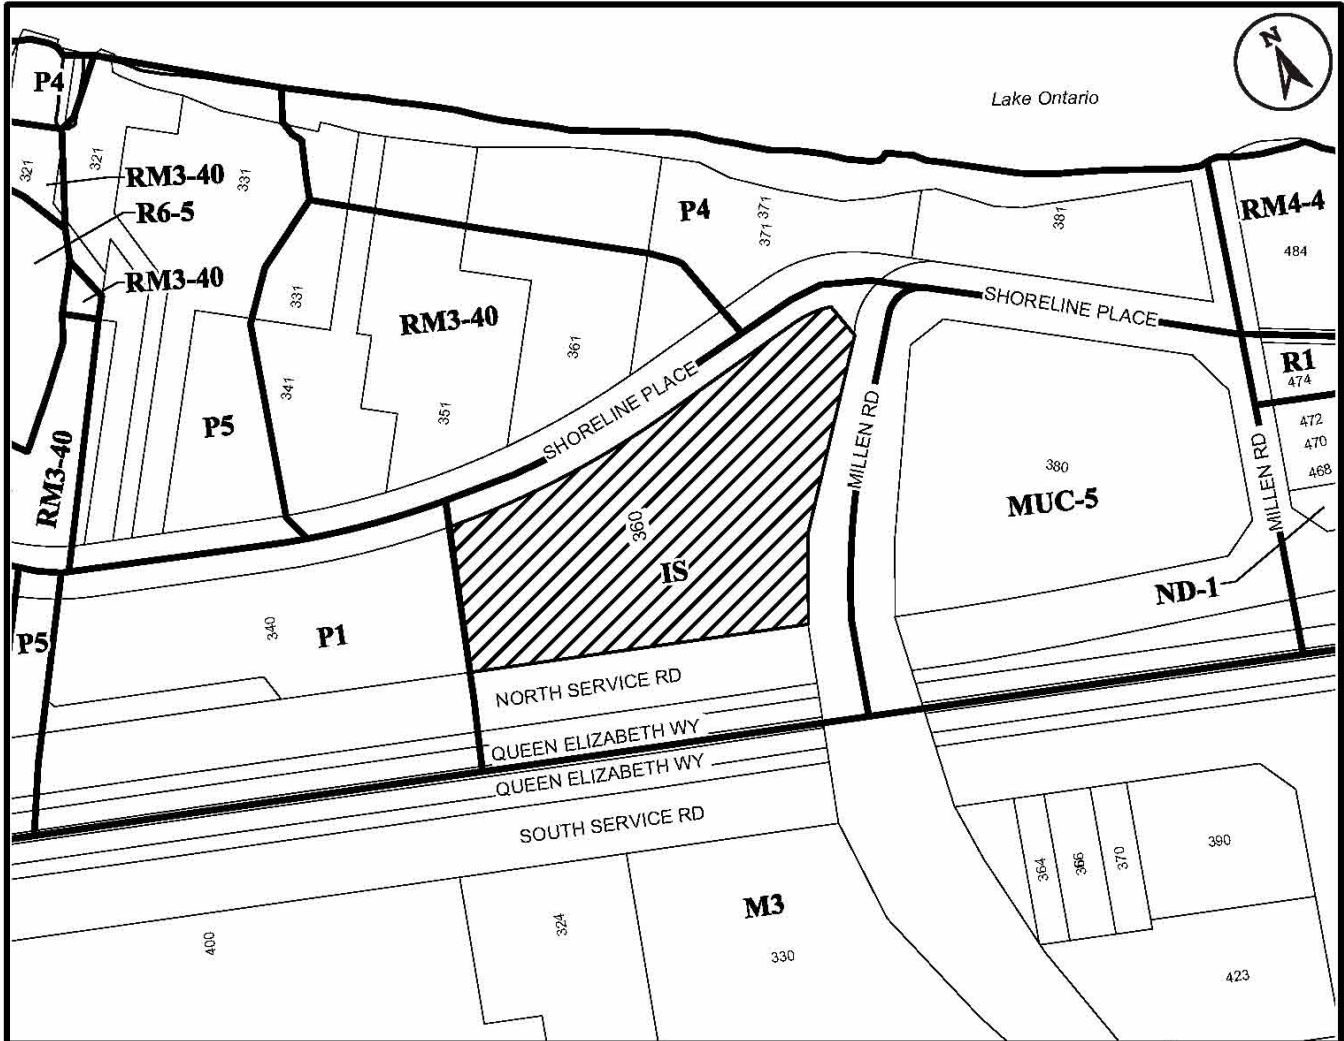 N
Lake Ontario
P4
321
321
RM3-40
331
R6-5
RM3-40
P4
371
371
381
RM4-4
484
331
RM3-40
361
341
351
P5
RM3-40
SHORELINE PLACE
SHORELINE PLACE
R1
474
472
470
468
MILLEN RD
MILLEN RD
380
MUC-5
360
IS
ND-1
P5
340
P1
NORTH SERVICE RD
QUEEN ELIZABETH WY
QUEEN ELIZABETH WY
SOUTH SERVICE RD
364
366
370
390
M3
400
324
330
423